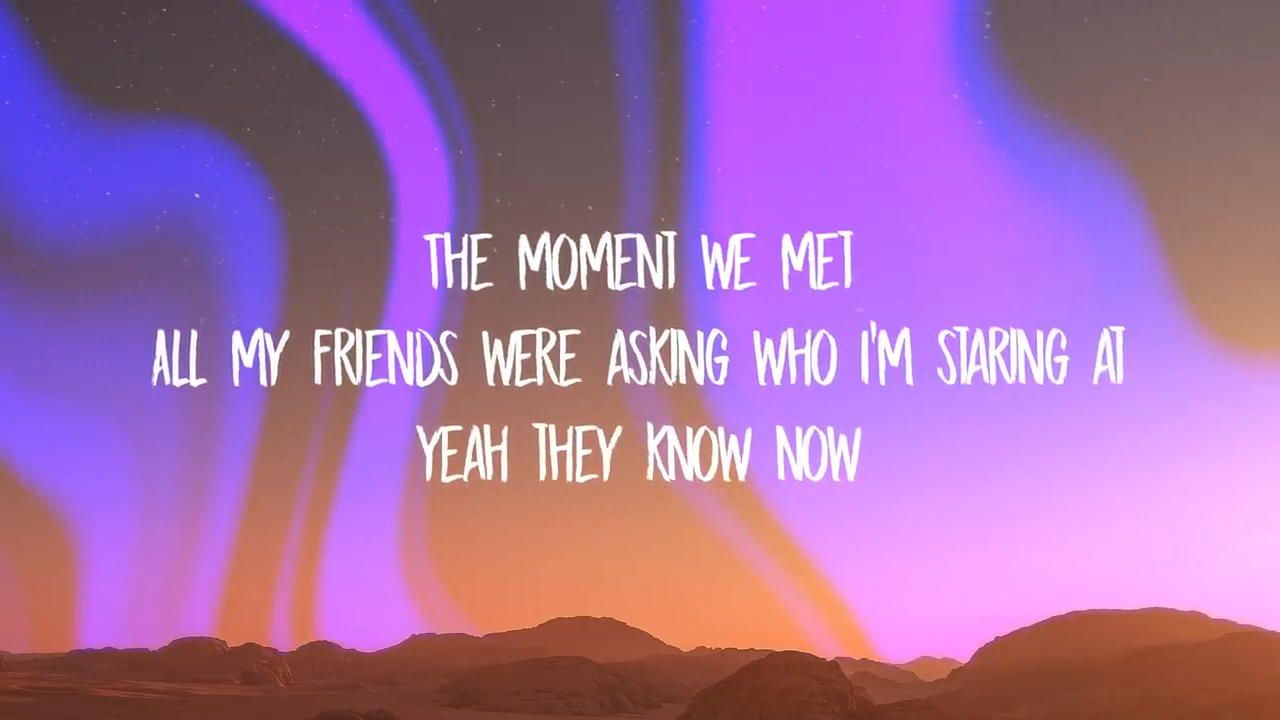 THE MOMENT WE MET
ALL MY FRIENDS WERE ASKING WHO I'M STARING AT
YEAH THEY KNOW NOW